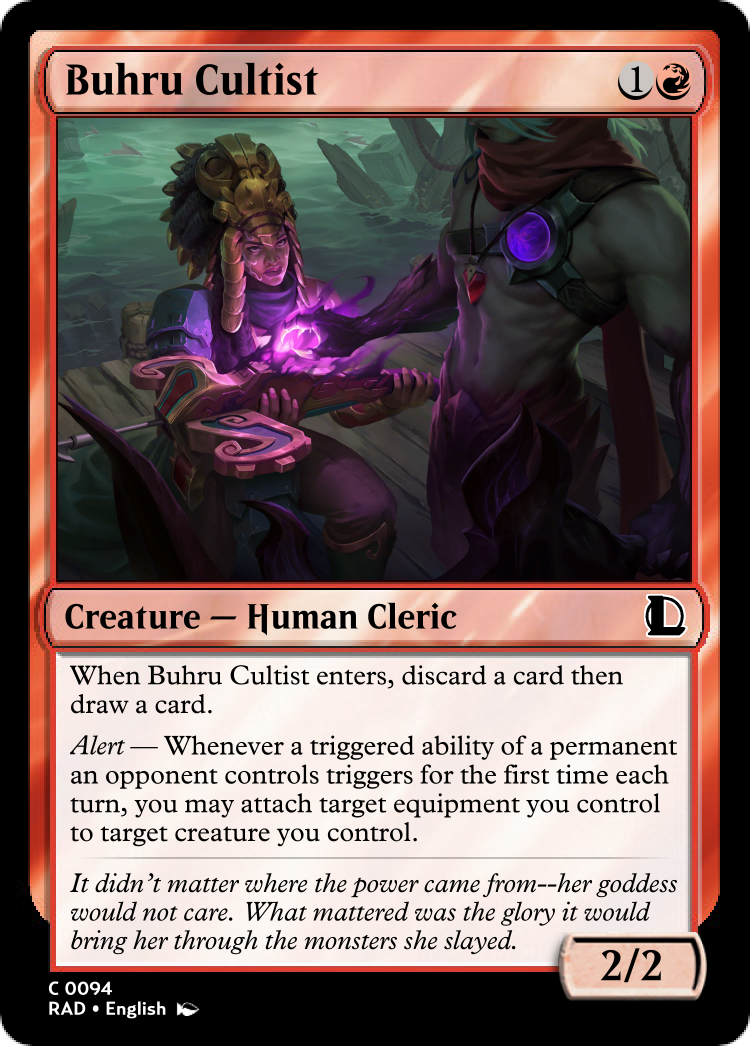 Buhru Cultist
1
Creature — Human Cleric
When Buhru Cultist enters, discard a card then
draw a card.
Alert — Whenever a triggered ability of a permanent
an opponent controls triggers for the first time each
turn, you may attach target equipment you control
to target creature you control.
It didn't matter where the power came from--her goddess
would not care. What mattered was the glory it would
bring her through the monsters she slayed.
2/2
C 0094
RAD • English